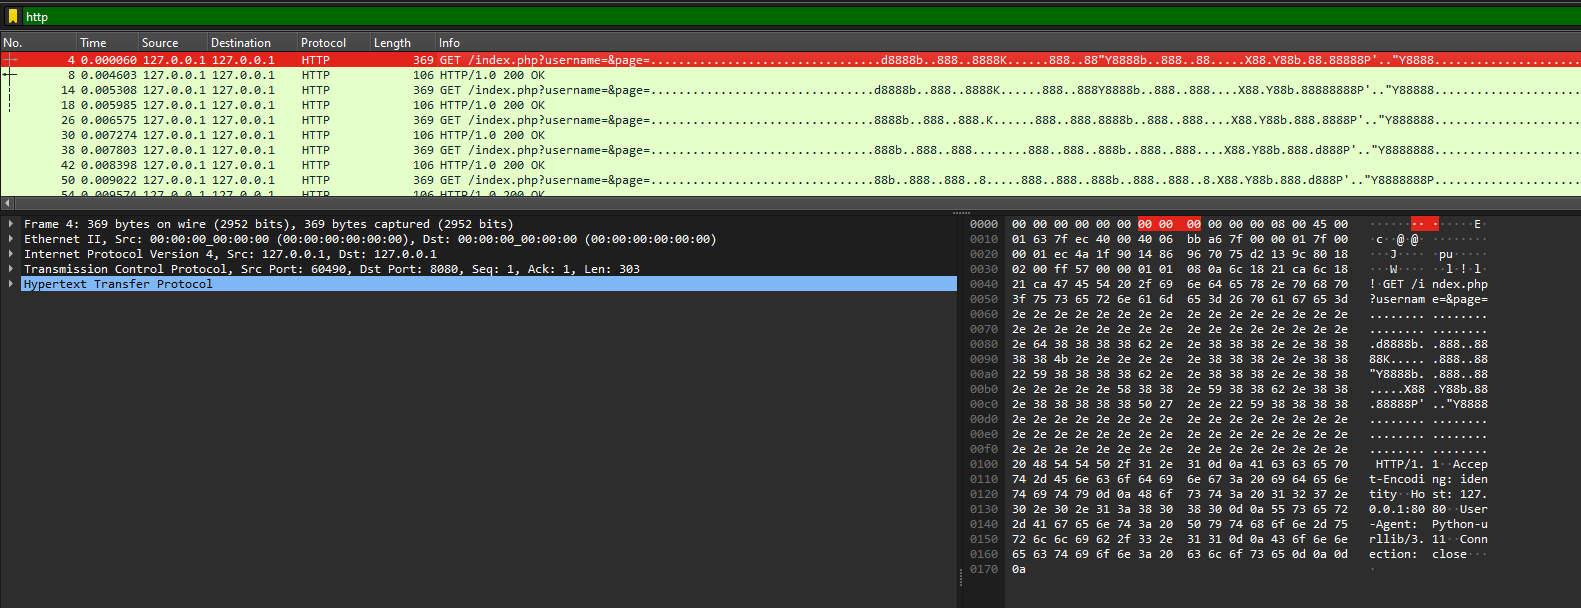 http
No. Time Source Destination Protocol Length Info
4 0.000060 127.0.0.1 127.0.0.1 HTTP 369 GET /index.php?username=&page=................................d8888b..888..8888K......888..88"Y8888b...888..88.....X88.Y88b.88.88888P'.."Y8888......................
8 0.004603 127.0.0.1 127.0.0.1 HTTP 106 HTTP/1.0 200 OK
14 0.005308 127.0.0.1 127.0.0.1 HTTP 369 GET /index.php?username=&page=...............................d8888b..888..8888K......888..888Y8888b...888..888....X88.Y88b.88888888P'.."Y88888.....................
18 0.005985 127.0.0.1 127.0.0.1 HTTP 106 HTTP/1.0 200 OK
26 0.006575 127.0.0.1 127.0.0.1 HTTP 369 GET /index.php?username=&page=...............................8888b..888..888.K......888..888.8888b...888..888....X88.Y88b.888.8888P'.."Y888888.....................
30 0.007274 127.0.0.1 127.0.0.1 HTTP 106 HTTP/1.0 200 OK
38 0.007803 127.0.0.1 127.0.0.1 HTTP 369 GET /index.php?username=&page=...............................888b..888..888.......888..888..888b...888..888....X88.Y88b.888.d888P'.."Y8888888.....................
42 0.008398 127.0.0.1 127.0.0.1 HTTP 106 HTTP/1.0 200 OK
50 0.009022 127.0.0.1 127.0.0.1 HTTP 369 GET /index.php?username=&page=...............................88b..888..888..8.....888..888..888b...888..888..8.X88.Y88b.888.d888P'.."Y8888888P.....................
54 0.009574 127.0.0.1 127.0.0.1 HTTP 106 HTTP/1.0 200 OK
Frame 4: 369 bytes on wire (2952 bits), 369 bytes captured (2952 bits)
Ethernet II, Src: 00:00:00_00:00:00 (00:00:00:00:00:00), Dst: 00:00:00_00:00:00 (00:00:00:00:00:00)
Internet Protocol Version 4, Src: 127.0.0.1, Dst: 127.0.0.1
Transmission Control Protocol, Src Port: 60490, Dst Port: 8080, Seq: 1, Ack: 1, Len: 303
Hypertext Transfer Protocol
0000 00 00 00 00 00 00 00 00 00 00 00 00 08 00 45 00 ········ ······E·
0010 01 63 7f ec 40 00 40 06 bb a6 7f 00 00 01 7f 00 ·c··@·@· ········
0020 00 01 ec 4a 1f 90 14 86 96 70 75 d2 13 9c 80 18 ···J···· ·pu·····
0030 02 00 ff 57 00 00 01 01 08 0a 6c 18 21 ca 6c 18 ···W···· ··l·!·l·
0040 21 ca 47 45 54 20 2f 69 6e 64 65 78 2e 70 68 70 !·GET /i ndex.php
0050 3f 75 73 65 72 6e 61 6d 65 3d 26 70 61 67 65 3d ?usernam e=&page=
0060 2e 2e 2e 2e 2e 2e 2e 2e 2e 2e 2e 2e 2e 2e 2e 2e ........ ........
0070 2e 2e 2e 2e 2e 2e 2e 2e 2e 2e 2e 2e 2e 2e 2e 2e ........ ........
0080 2e 64 38 38 38 38 62 2e 2e 38 38 38 2e 2e 38 38 .d8888b. .888..88
0090 38 38 4b 2e 2e 2e 2e 2e 2e 38 38 38 2e 2e 38 38 88K..... .888..88
00a0 22 59 38 38 38 38 62 2e 2e 38 38 38 2e 2e 38 38 "Y8888b. .888..88
00b0 2e 2e 2e 2e 2e 58 38 38 2e 59 38 38 62 2e 38 38 .....X88 .Y88b.88
00c0 2e 38 38 38 38 38 50 27 2e 2e 22 59 38 38 38 38 .88888P' .."Y8888
00d0 2e 2e 2e 2e 2e 2e 2e 2e 2e 2e 2e 2e 2e 2e 2e 2e ........ ........
00e0 2e 2e 2e 2e 2e 2e 2e 2e 2e 2e 2e 2e 2e 2e 2e 2e ........ ........
00f0 2e 2e 2e 2e 2e 2e 2e 2e 2e 2e 2e 2e 2e 2e 2e 2e ........ ........
0100 20 48 54 54 50 2f 31 2e 31 0d 0a 41 63 63 65 70 HTTP/1. 1··Accep
0110 74 2d 45 6e 63 6f 64 69 6e 67 3a 20 69 64 65 6e t-Encodi ng: iden
0120 74 69 74 79 0d 0a 48 6f 73 74 3a 20 31 32 37 2e tity··Ho st: 127.
0130 30 2e 30 2e 31 3a 38 30 38 30 0d 0a 55 73 65 72 0.0.1:80 80··User
0140 2d 41 67 65 6e 74 3a 20 50 79 74 68 6f 6e 2d 75 -Agent: Python-u
0150 72 6c 6c 69 62 2f 33 2e 31 31 0d 0a 43 6f 6e 6e rllib/3. 11··Conn
0160 65 63 74 69 6f 6e 3a 20 63 6c 6f 73 65 0d 0a 0d ection: close···
0170 0a ·